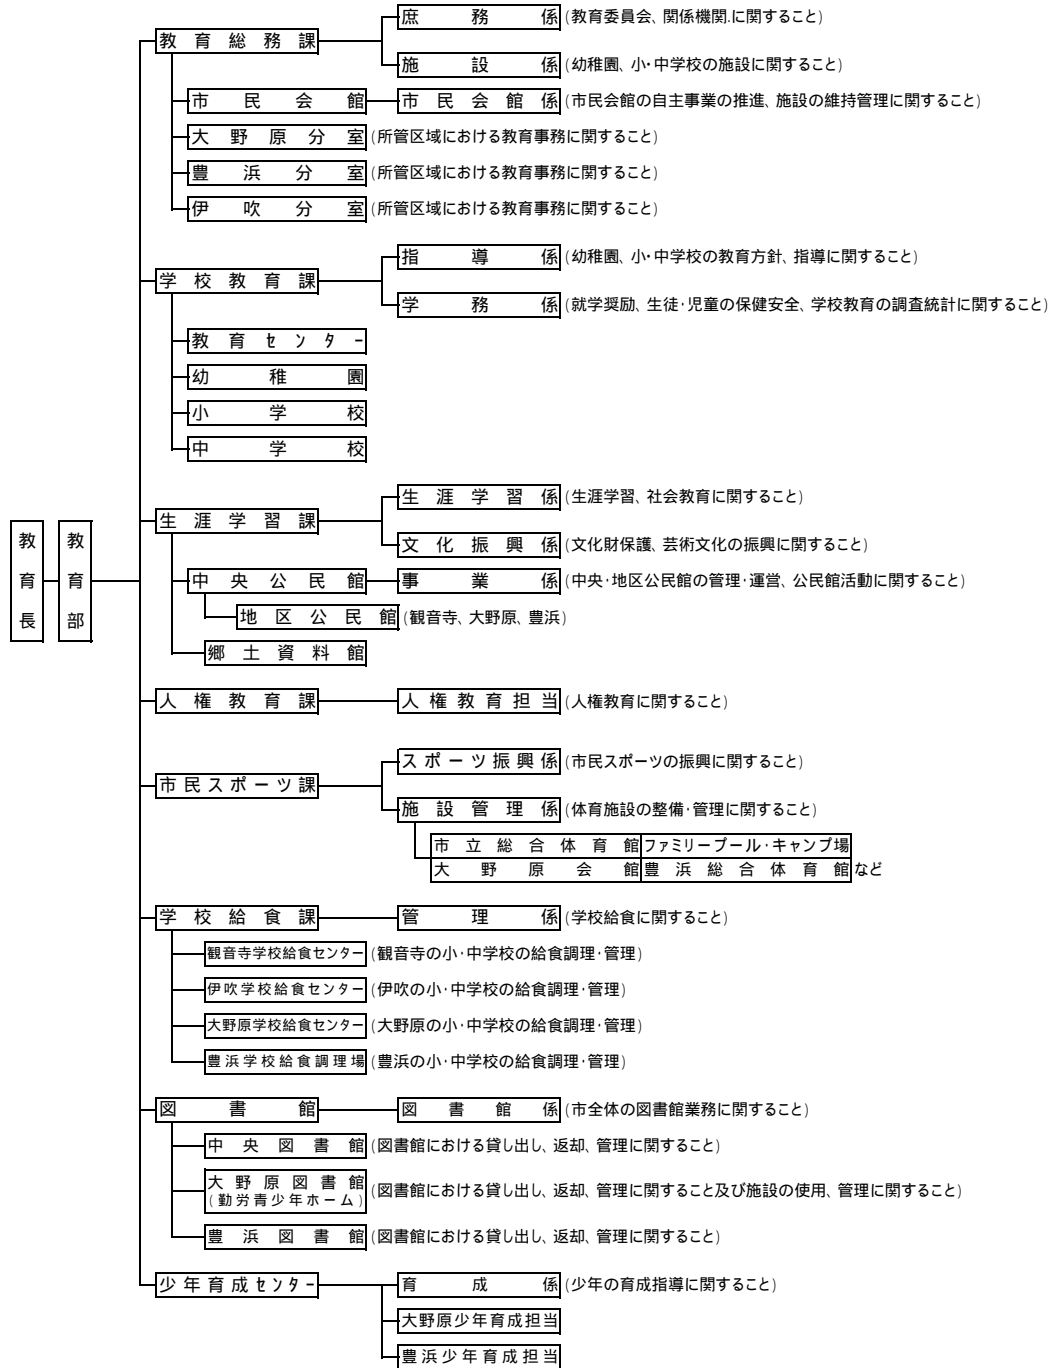 庶務係(教育委員会、関係機関.に関すること)
教育総務課
施設係(幼稚園、小・中学校の施設に関すること)
市民会館 市民会館係(市民会館の自主事業の推進、施設の維持管理に関すること)
大野原分室(所管区域における教育事務に関すること)
豊浜分室(所管区域における教育事務に関すること)
伊吹分室(所管区域における教育事務に関すること)
指導係(幼稚園、小・中学校の教育方針、指導に関すること)
学校教育課
学務係(就学奨励、生徒・児童の保健安全、学校教育の調査統計に関すること)
教育センター
幼稚園
小学校
中学校
生涯学習係(生涯学習、社会教育に関すること)
生涯学習課
文化振興係(文化財保護、芸術文化の振興に関すること)
教育長
教育部
中央公民館 事業係(中央・地区公民館の管理・運営、公民館活動に関すること)
地区公民館(観音寺、大野原、豊浜)
郷土資料館
人権教育課 人権教育担当(人権教育に関すること)
スポーツ振興係(市民スポーツの振興に関すること)
市民スポーツ課
施設管理係(体育施設の整備・管理に関すること)
市立総合体育館 ファミリープール・キャンプ場
大野原会館 豊浜総合体育館など
学校給食課 管理係(学校給食に関すること)
観音寺学校給食センター(観音寺の小・中学校の給食調理・管理)
伊吹学校給食センター(伊吹の小・中学校の給食調理・管理)
大野原学校給食センター(大野原の小・中学校の給食調理・管理)
豊浜学校給食調理場(豊浜の小・中学校の給食調理・管理)
図書館 図書館係(市全体の図書館業務に関すること)
中央図書館(図書館における貸し出し、返却、管理に関すること)
大野原図書館
(勤労青少年ホーム)(図書館における貸し出し、返却、管理に関すること及び施設の使用、管理に関すること)
豊浜図書館(図書館における貸し出し、返却、管理に関すること)
少年育成センター 育成係(少年の育成指導に関すること)
大野原少年育成担当
豊浜少年育成担当